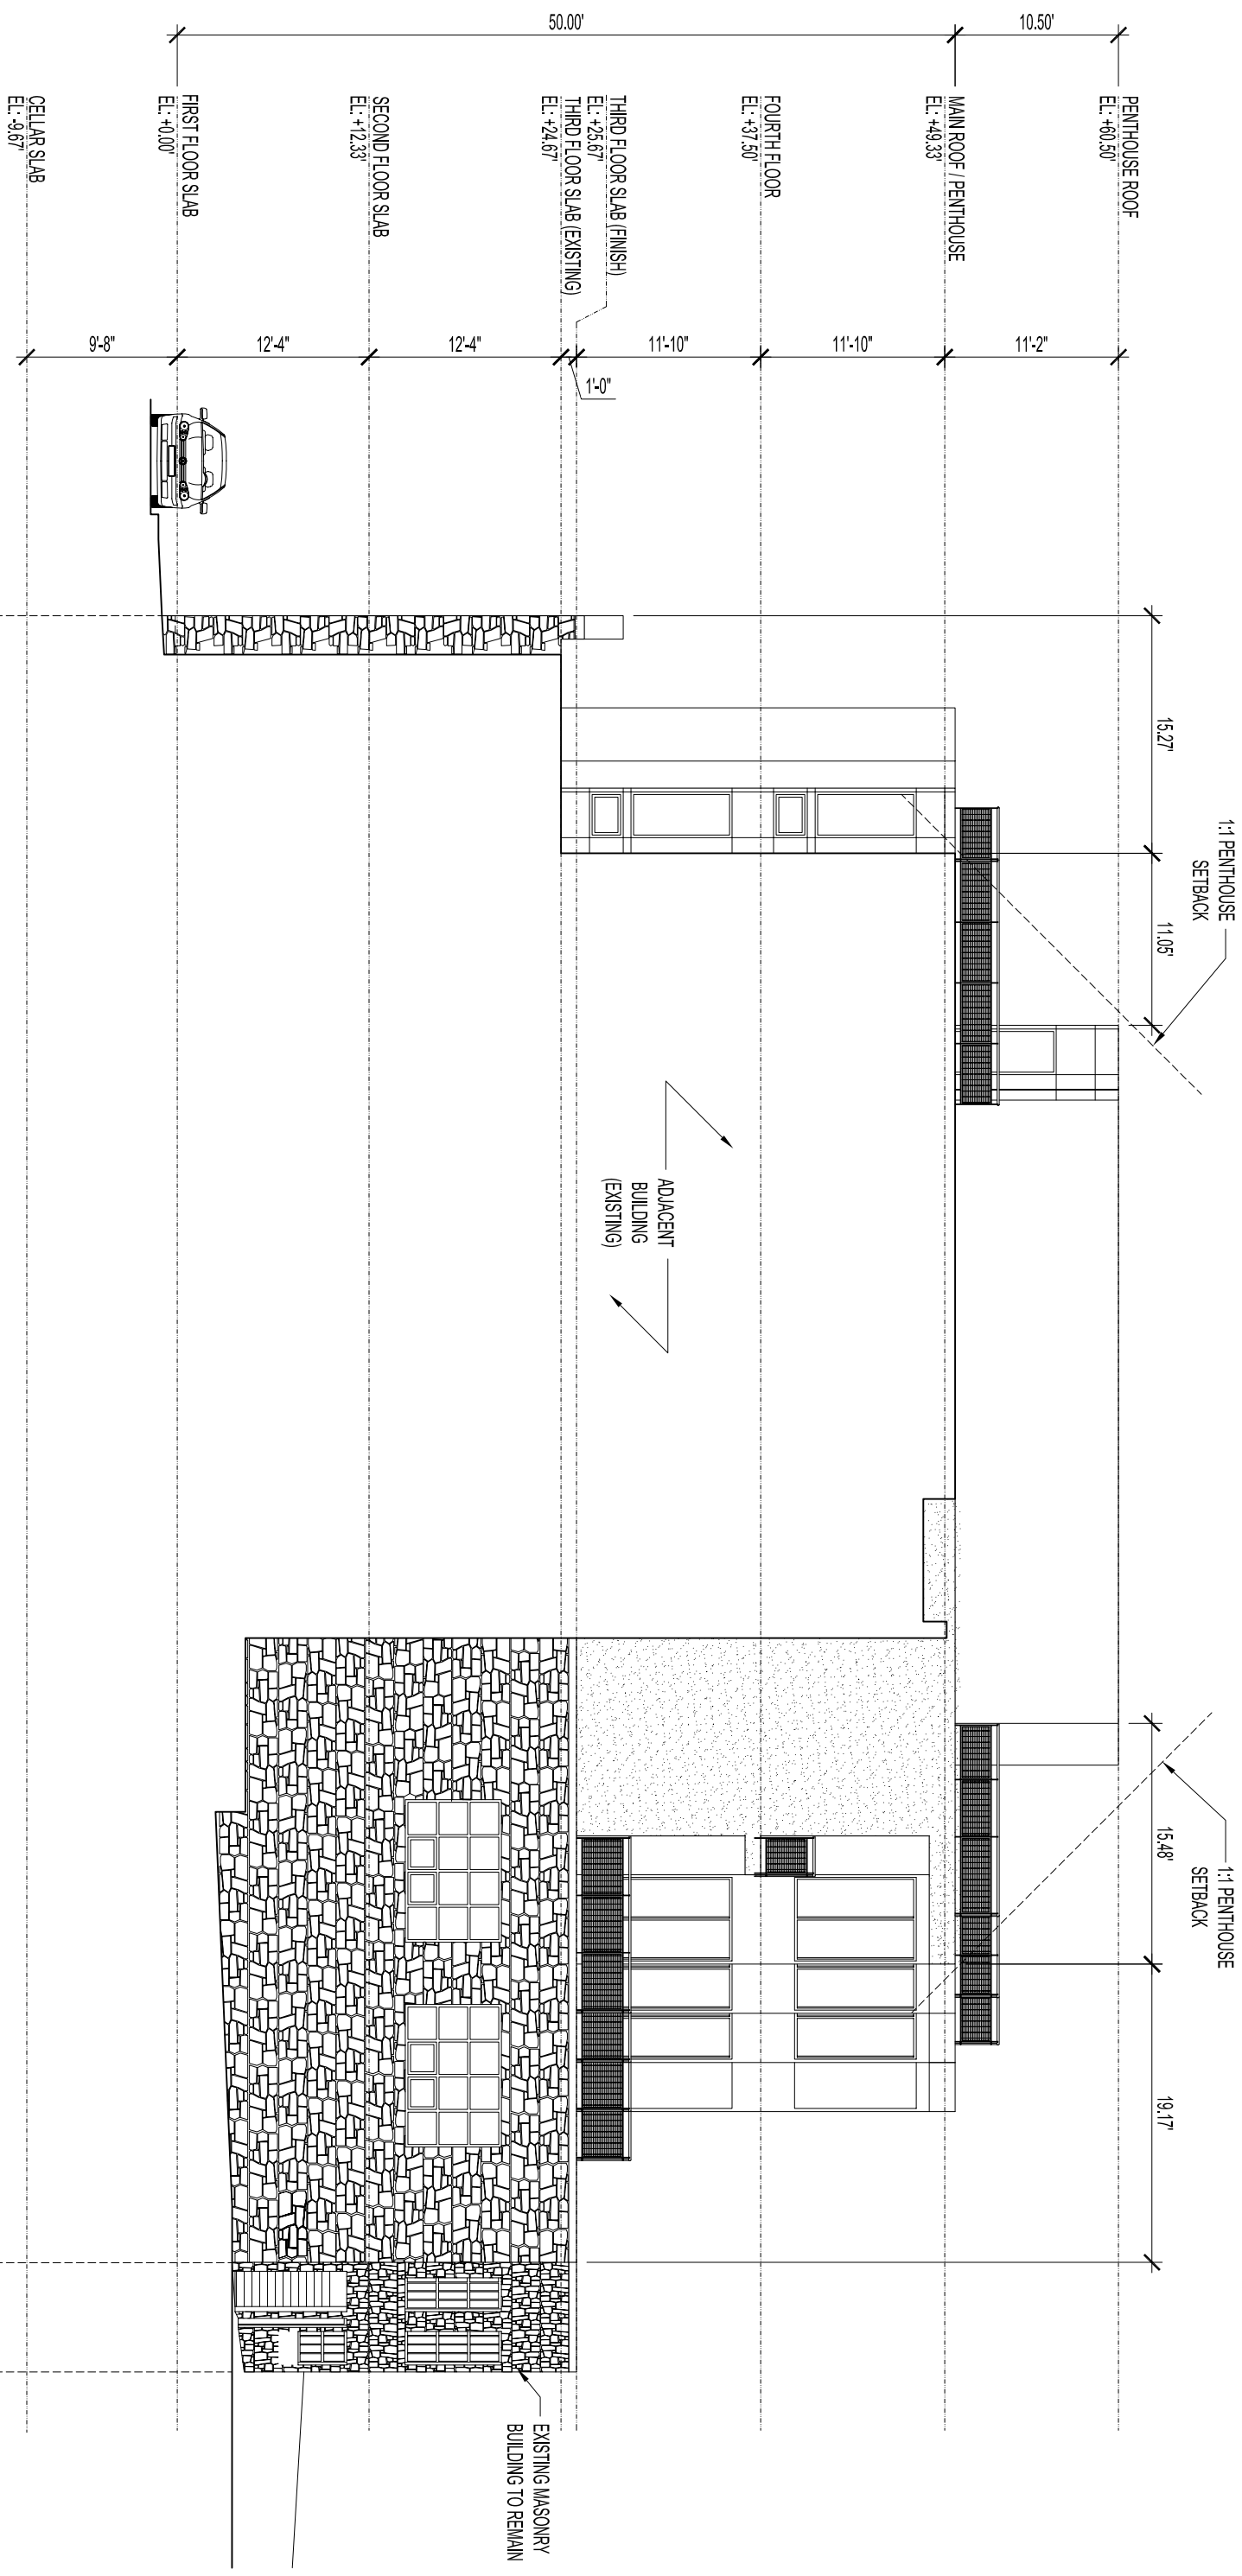 1:1 PENTHOUSE
SETBACK
1:1 PENTHOUSE
SETBACK
15.27'
11.05'
15.48'
19.17'
10.50'
50.00'
PENTHOUSE ROOF
EL: +60.50'
MAIN ROOF / PENTHOUSE
EL: +49.33'
FOURTH FLOOR
EL: +37.50'
THIRD FLOOR SLAB (FINISH)
EL: +25.67'
THIRD FLOOR SLAB (EXISTING)
EL: +24.67'
SECOND FLOOR SLAB
EL: +12.33'
FIRST FLOOR SLAB
EL: +0.00'
CELLAR SLAB
EL: -9.67'
11'-2"
11'-10"
11'-10"
1'-0"
12'-4"
12'-4"
9'-8"
ADJACENT
BUILDING
(EXISTING)
EXISTING MASONRY
BUILDING TO REMAIN